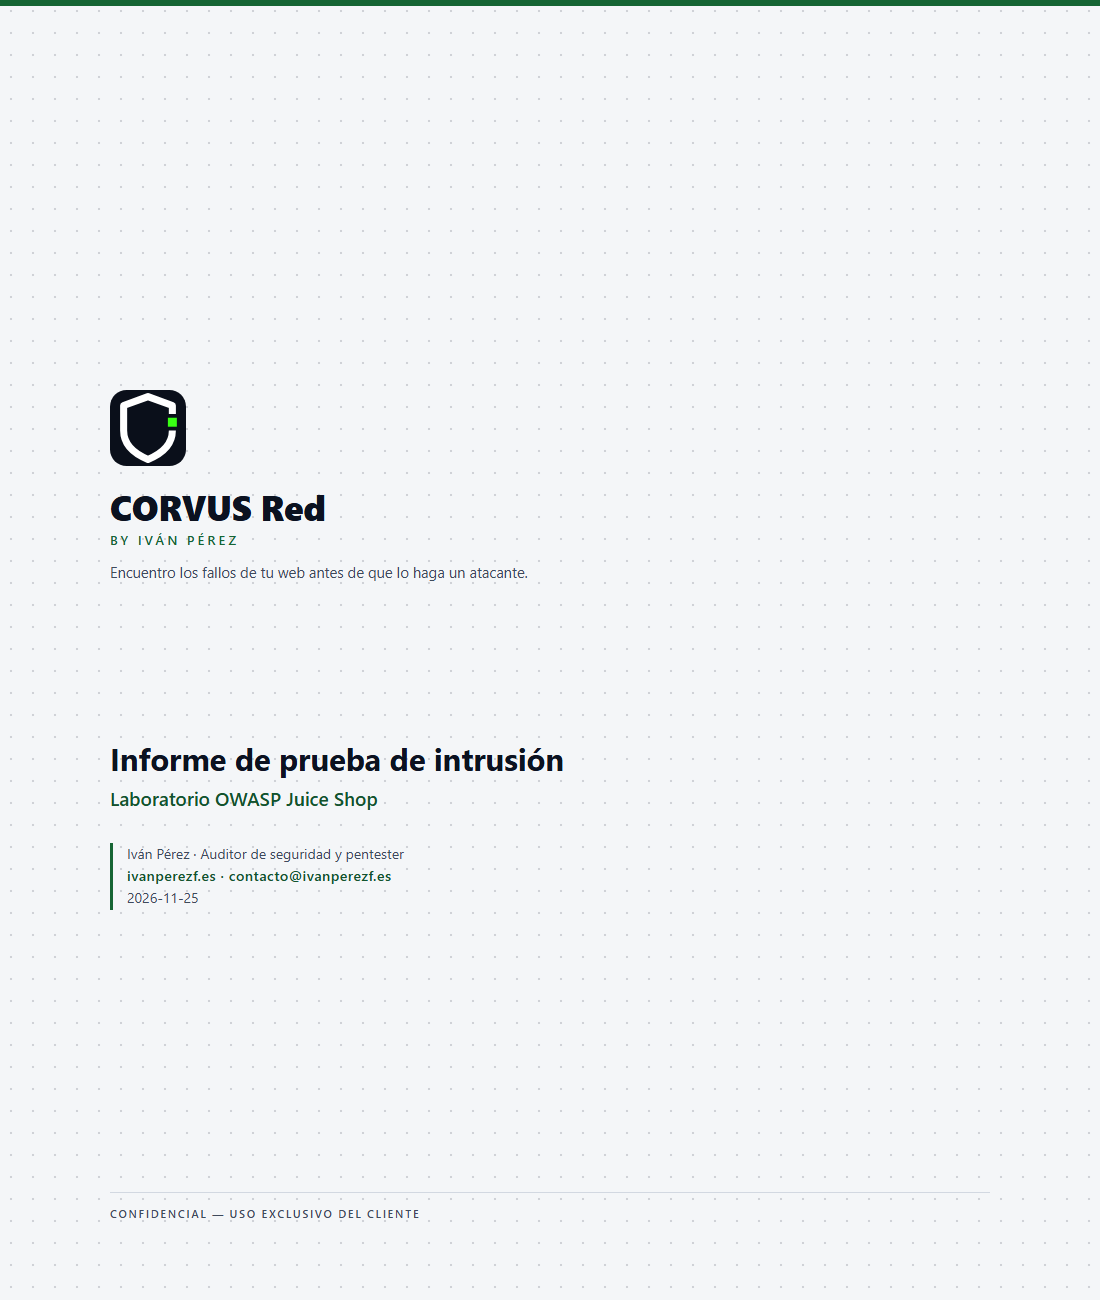 CORVUS Red
BY IVÁN PÉREZ
Encuentro los fallos de tu web antes de que lo haga un atacante.
Informe de prueba de intrusión
Laboratorio OWASP Juice Shop
Iván Pérez · Auditor de seguridad y pentester
ivanperezf.es · contacto@ivanperezf.es
2026-11-25
CONFIDENCIAL — USO EXCLUSIVO DEL CLIENTE